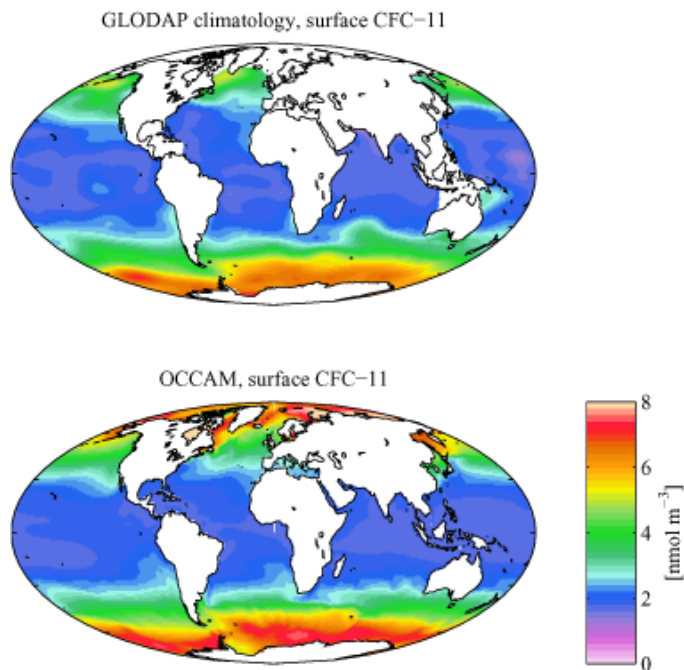 GLODAP climatology, surface CFC−11
OCCAM, surface CFC−11
8
6
4
2
0
[nmol m⁻³]